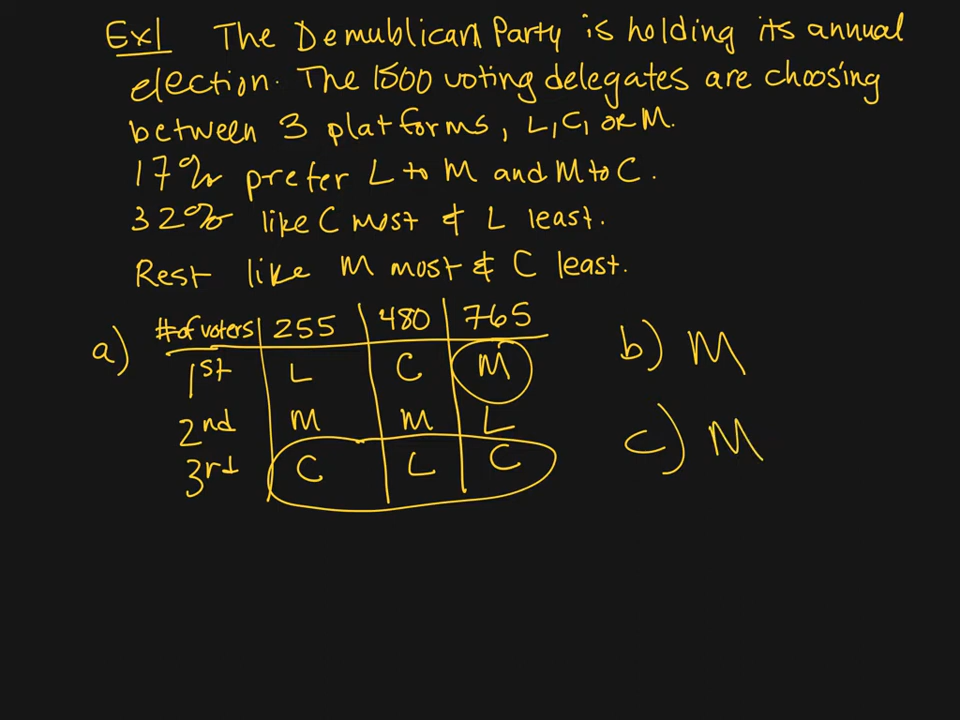 Ex1 The Demublican Party is holding its annual
election. The 1500 voting delegates are choosing
between 3 platforms, L, C, or M.
17% prefer L to M and M to C.
32% like C most & L least.
Rest like M most & C least.
a) # of voters 255 480 765
1st L C M
2nd M M L
3rd C L C
b) M
c) M